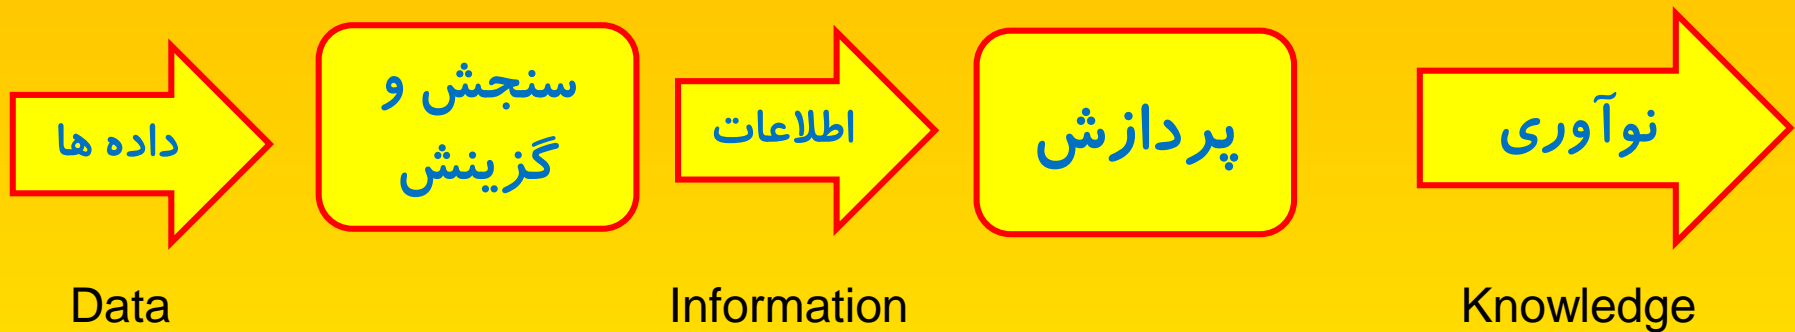 داده ها
سنجش و
گزینش
اطلاعات
پردازش
نوآوری
Data
Information
Knowledge